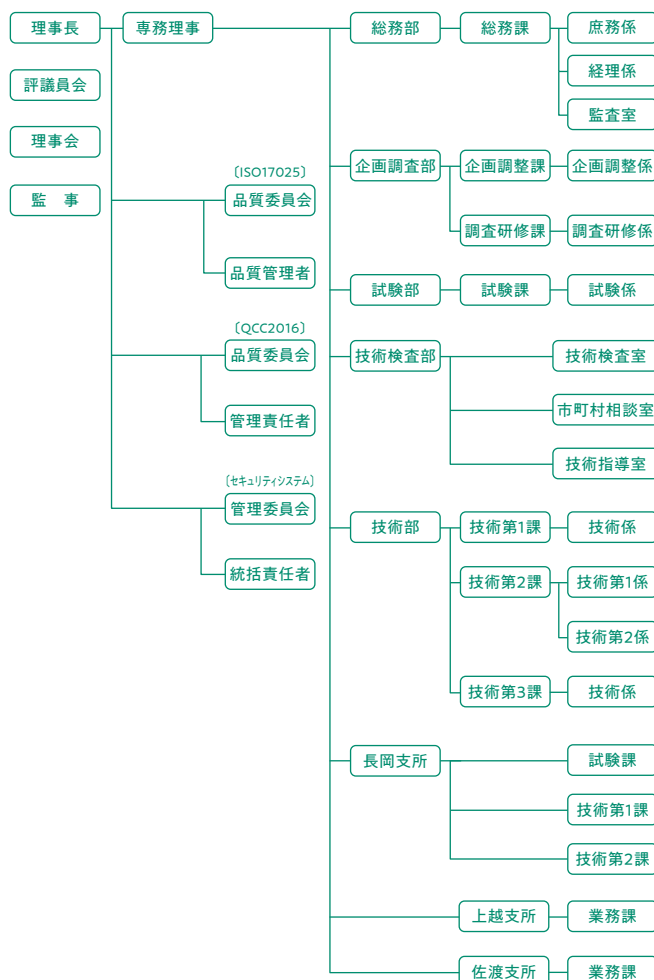 理事長
専務理事
総務部
総務課
庶務係
経理係
監査室
評議員会
理事会
監 事
〔ISO17025〕
品質委員会
品質管理者
〔QCC2016〕
品質委員会
管理責任者
〔セキュリティシステム〕
管理委員会
統括責任者
企画調査部
企画調整課
企画調整係
調査研修課
調査研修係
試験部
試験課
試験係
技術検査部
技術検査室
市町村相談室
技術指導室
技術部
技術第1課
技術係
技術第2課
技術第1係
技術第2係
技術第3課
技術係
長岡支所
試験課
技術第1課
技術第2課
上越支所
業務課
佐渡支所
業務課